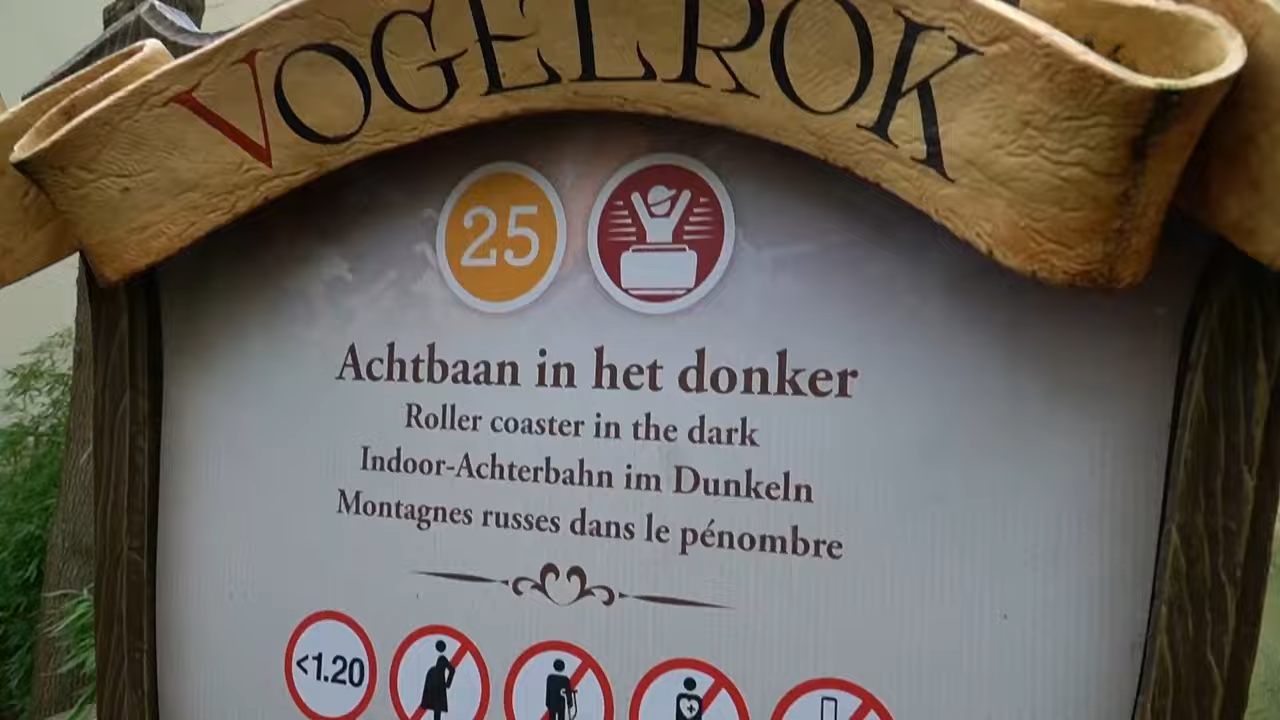 VOGELROK
25
Achtbaan in het donker
Roller coaster in the dark
Indoor-Achterbahn im Dunkeln
Montagnes russes dans le pénombre
<1.20